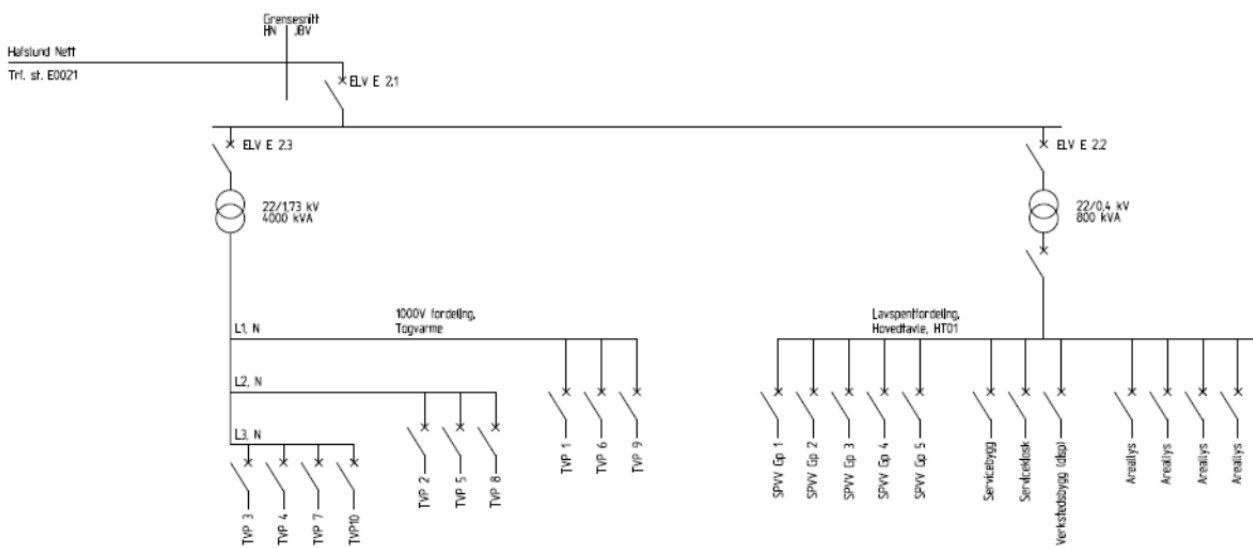 Grensesnitt
HN JBV
Hafslund Nett
Trf. st. E0021
ELV E 2.1
ELV E 2.3
ELV E 2.2
22/1,73 kV
4000 kVA
22/0,4 kV
800 kVA
1000V fordeling,
Togvarme
Lavspentfordeling,
Hovedtavle, HT01
L1, N
L2, N
L3, N
TVP 3
TVP 4
TVP 7
TVP10
TVP 2
TVP 5
TVP 8
TVP 1
TVP 6
TVP 9
SPVV Gp 1
SPVV Gp 2
SPVV Gp 3
SPVV Gp 4
SPVV Gp 5
Servicebygg
Servicekiosk
Verkstedsbygg (disp)
Areallys
Areallys
Areallys
Areallys